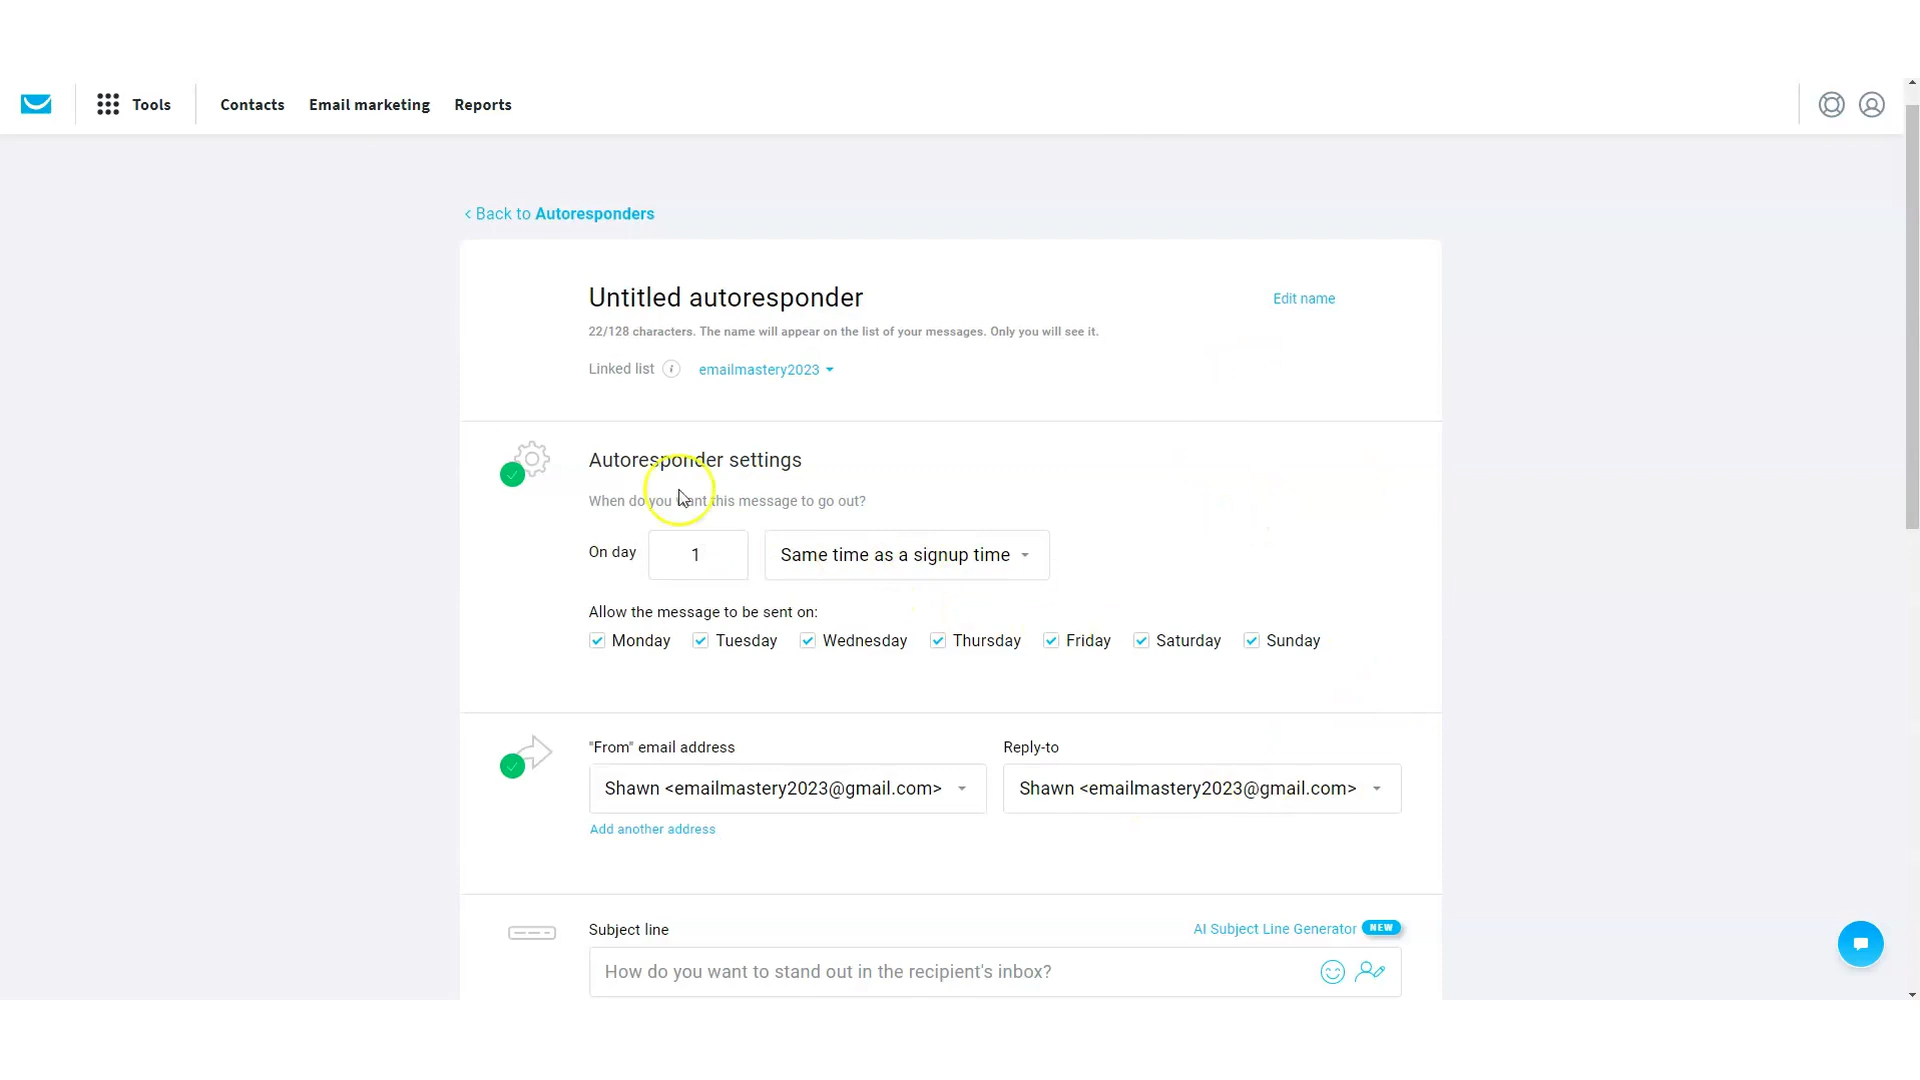 Tools Contacts Email marketing Reports
< Back to Autoresponders
Untitled autoresponder Edit name
22/128 characters. The name will appear on the list of your messages. Only you will see it.
Linked list i emailmastery2023
Autoresponder settings
When do you want this message to go out?
On day 1 Same time as a signup time
Allow the message to be sent on:
Monday Tuesday Wednesday Thursday Friday Saturday Sunday
"From" email address Reply-to
Shawn <emailmastery2023@gmail.com> Shawn <emailmastery2023@gmail.com>
Add another address
Subject line AI Subject Line Generator NEW
How do you want to stand out in the recipient's inbox?